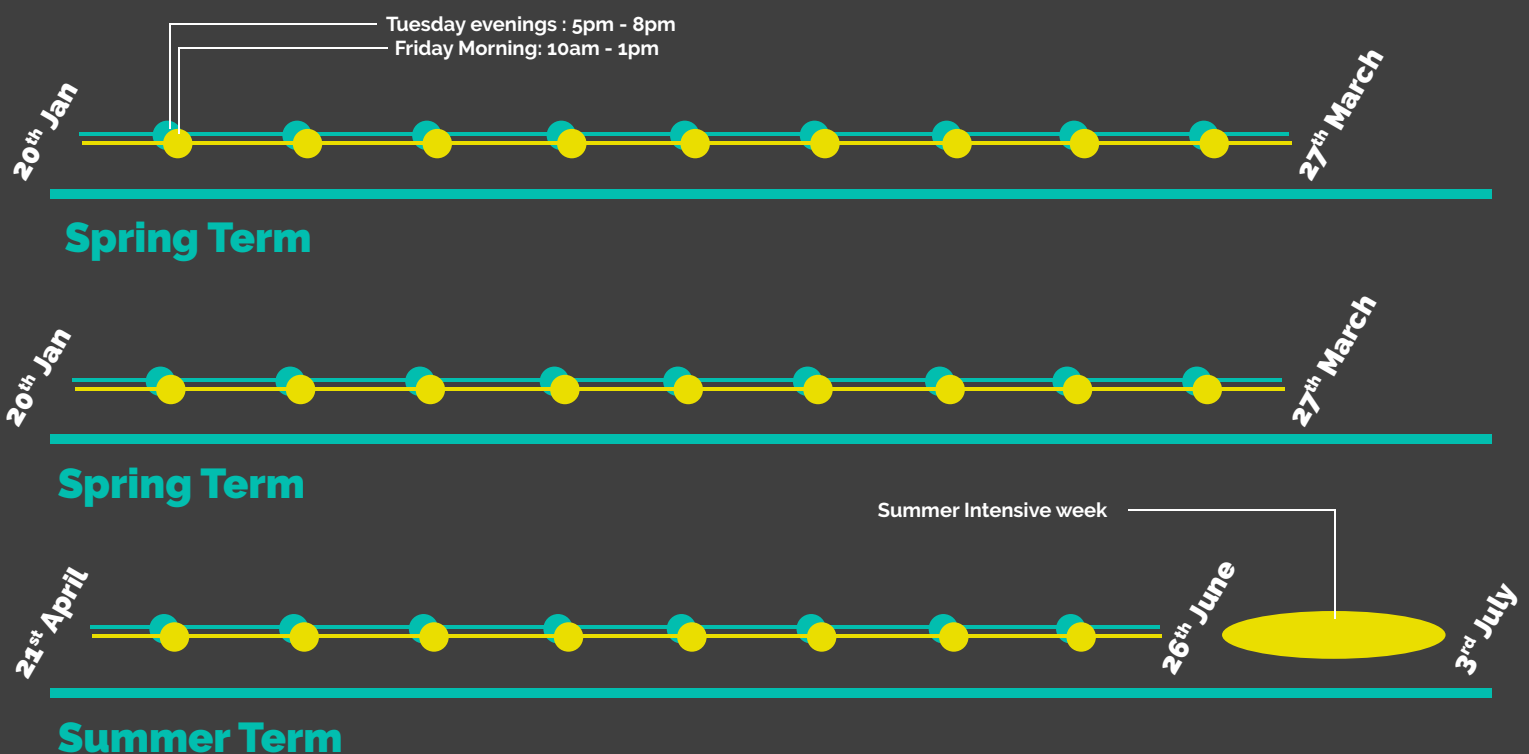 Tuesday evenings : 5pm - 8pm
Friday Morning: 10am - 1pm
20th Jan
27th March
Spring Term
20th Jan
27th March
Spring Term
Summer Intensive week
21st April
26th June
3rd July
Summer Term